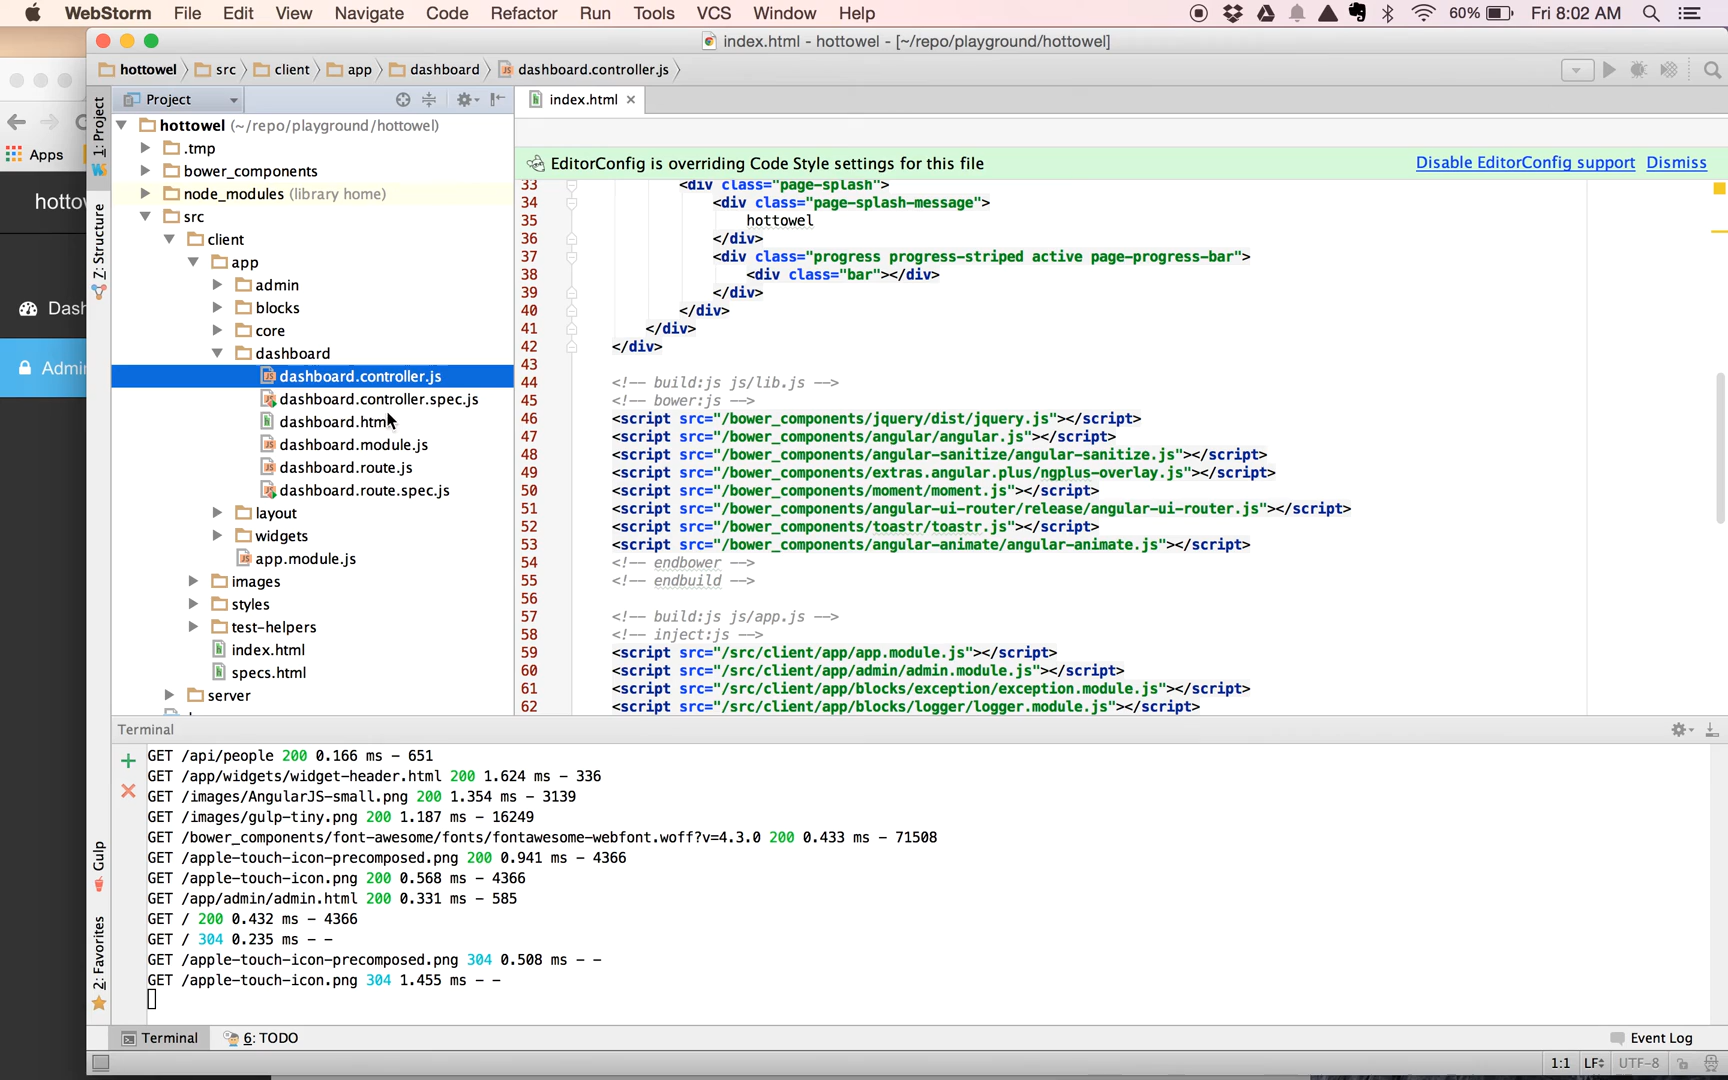 WebStorm File Edit View Navigate Code Refactor Run Tools VCS Window Help 60% Fri 8:02 AM
index.html - hottowel - [~/repo/playground/hottowel]
hottowel src client app dashboard dashboard.controller.js
Project
index.html
1: Project
Z: Structure
Gulp
2: Favorites
Apps
hottow
Dash
Admi
hottowel (~/repo/playground/hottowel)
.tmp
bower_components
node_modules (library home)
src
client
app
admin
blocks
core
dashboard
dashboard.controller.js
dashboard.controller.spec.js
dashboard.htm
dashboard.module.js
dashboard.route.js
dashboard.route.spec.js
layout
widgets
app.module.js
images
styles
test-helpers
index.html
specs.html
server
EditorConfig is overriding Code Style settings for this file Disable EditorConfig support Dismiss
33 <div class="page-splash">
34 <div class="page-splash-message">
35 hottowel
36 </div>
37 <div class="progress progress-striped active page-progress-bar">
38 <div class="bar"></div>
39 </div>
40 </div>
41 </div>
42 </div>
43
44 <!-- build:js js/lib.js -->
45 <!-- bower:js -->
46 <script src="/bower_components/jquery/dist/jquery.js"></script>
47 <script src="/bower_components/angular/angular.js"></script>
48 <script src="/bower_components/angular-sanitize/angular-sanitize.js"></script>
49 <script src="/bower_components/extras.angular.plus/ngplus-overlay.js"></script>
50 <script src="/bower_components/moment/moment.js"></script>
51 <script src="/bower_components/angular-ui-router/release/angular-ui-router.js"></script>
52 <script src="/bower_components/toastr/toastr.js"></script>
53 <script src="/bower_components/angular-animate/angular-animate.js"></script>
54 <!-- endbower -->
55 <!-- endbuild -->
56
57 <!-- build:js js/app.js -->
58 <!-- inject:js -->
59 <script src="/src/client/app/app.module.js"></script>
60 <script src="/src/client/app/admin/admin.module.js"></script>
61 <script src="/src/client/app/blocks/exception/exception.module.js"></script>
62 <script src="/src/client/app/blocks/logger/logger.module.js"></script>
Terminal
GET /api/people 200 0.166 ms - 651
GET /app/widgets/widget-header.html 200 1.624 ms - 336
GET /images/AngularJS-small.png 200 1.354 ms - 3139
GET /images/gulp-tiny.png 200 1.187 ms - 16249
GET /bower_components/font-awesome/fonts/fontawesome-webfont.woff?v=4.3.0 200 0.433 ms - 71508
GET /apple-touch-icon-precomposed.png 200 0.941 ms - 4366
GET /apple-touch-icon.png 200 0.568 ms - 4366
GET /app/admin/admin.html 200 0.331 ms - 585
GET / 200 0.432 ms - 4366
GET / 304 0.235 ms - -
GET /apple-touch-icon-precomposed.png 304 0.508 ms - -
GET /apple-touch-icon.png 304 1.455 ms - -
Terminal 6: TODO Event Log
1:1 LF UTF-8